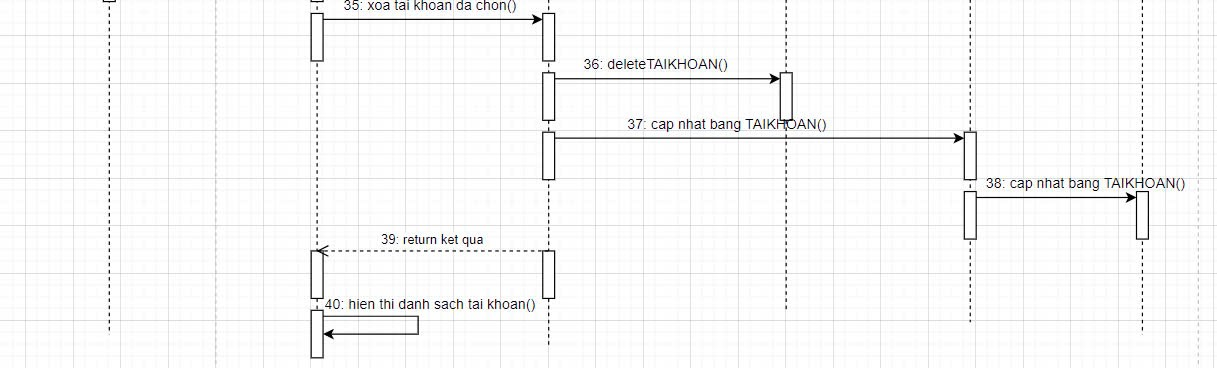 35: xoa tai khoan da chon()
36: deleteTAIKHOAN()
37: cap nhat bang TAIKHOAN()
38: cap nhat bang TAIKHOAN()
39: return ket qua
40: hien thi danh sach tai khoan()